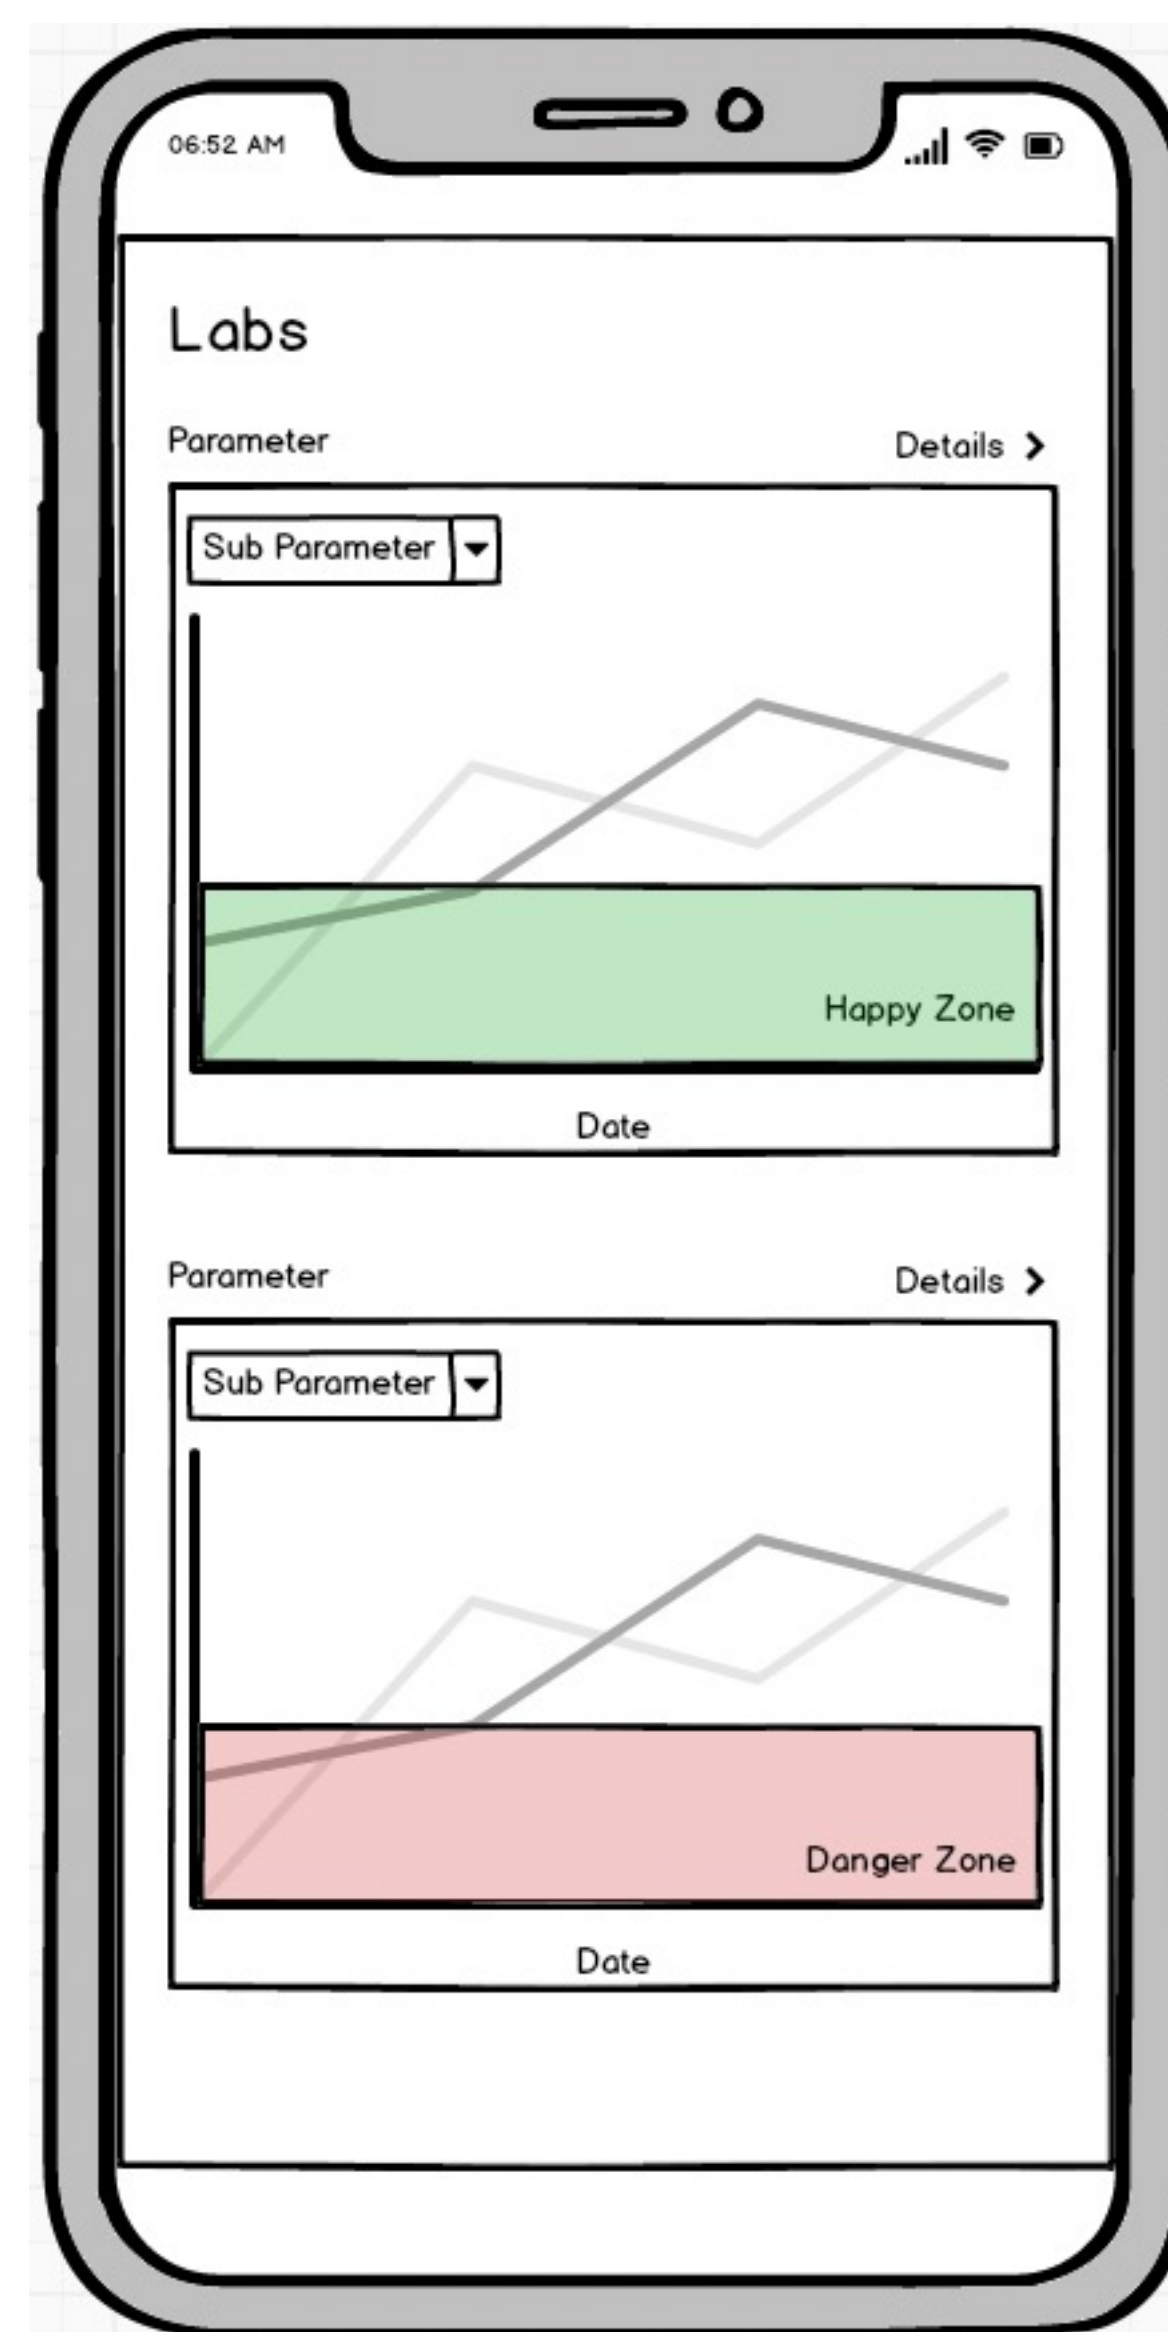 06:52 AM
Labs
Parameter
Details
Sub Parameter
Happy Zone
Date
Parameter
Details
Sub Parameter
Danger Zone
Date